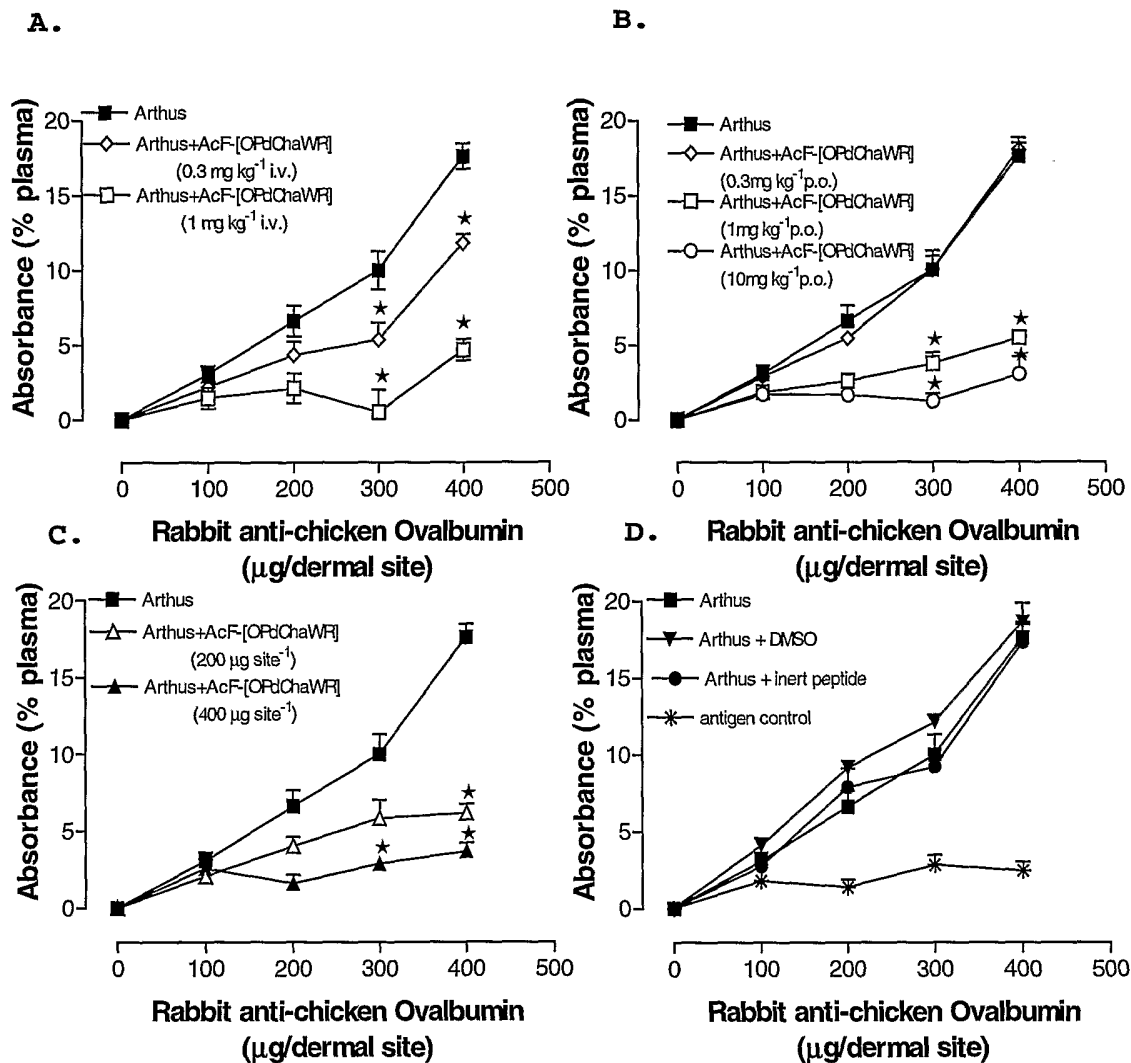 A.
Absorbance (% plasma)
20
15
10
5
0
Arthus
Arthus+AcF-[OPdChaWR]
(0.3 mg kg⁻¹ i.v.)
Arthus+AcF-[OPdChaWR]
(1 mg kg⁻¹ i.v.)
0 100 200 300 400 500
Rabbit anti-chicken Ovalbumin
(μg/dermal site)
B.
Absorbance (% plasma)
20
15
10
5
0
Arthus
Arthus+AcF-[OPdChaWR]
(0.3mg kg⁻¹p.o.)
Arthus+AcF-[OPdChaWR]
(1mg kg⁻¹p.o.)
Arthus+AcF-[OPdChaWR]
(10mg kg⁻¹p.o.)
0 100 200 300 400 500
Rabbit anti-chicken Ovalbumin
(μg/dermal site)
C.
Absorbance (% plasma)
20
15
10
5
0
Arthus
Arthus+AcF-[OPdChaWR]
(200 μg site⁻¹)
Arthus+AcF-[OPdChaWR]
(400 μg site⁻¹)
0 100 200 300 400 500
Rabbit anti-chicken Ovalbumin
(μg/dermal site)
D.
Absorbance (% plasma)
20
15
10
5
0
Arthus
Arthus + DMSO
Arthus + inert peptide
antigen control
0 100 200 300 400 500
Rabbit anti-chicken Ovalbumin
(μg/dermal site)